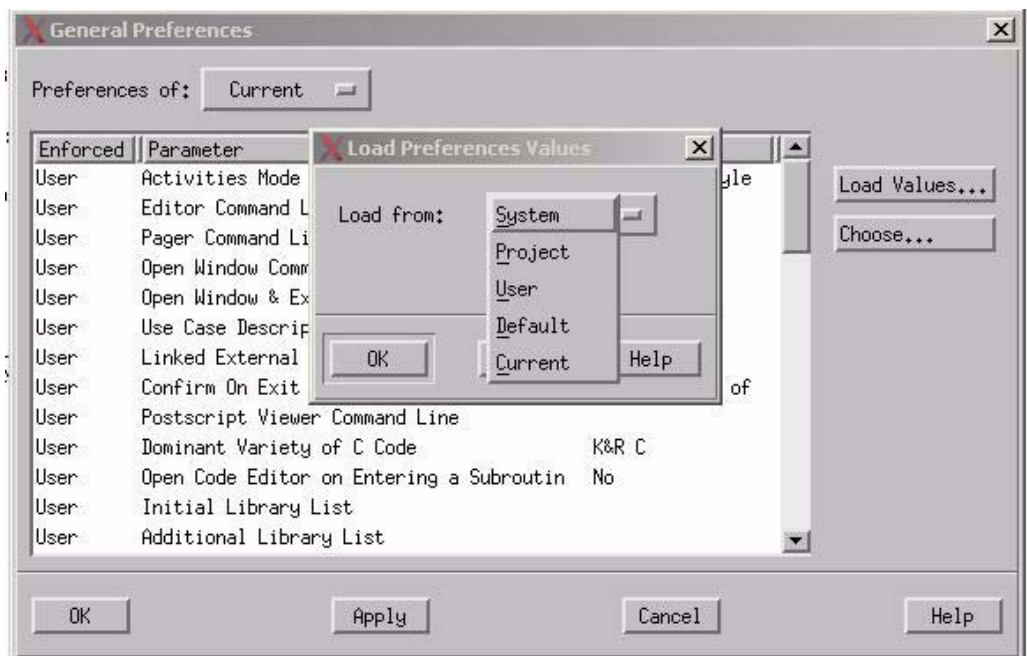 General Preferences
Preferences of: Current
Enforced Parameter
User Activities Mode yle
User Editor Command L
User Pager Command Li
User Open Window Comm
User Open Window & Ex
User Use Case Descrip
User Linked External
User Confirm On Exit of
User Postscript Viewer Command Line
User Dominant Variety of C Code K&R C
User Open Code Editor on Entering a Subroutin No
User Initial Library List
User Additional Library List
Load Values...
Choose...
Load Preferences Values
Load from: System
Project
User
Default
Current
OK Help
OK Apply Cancel Help